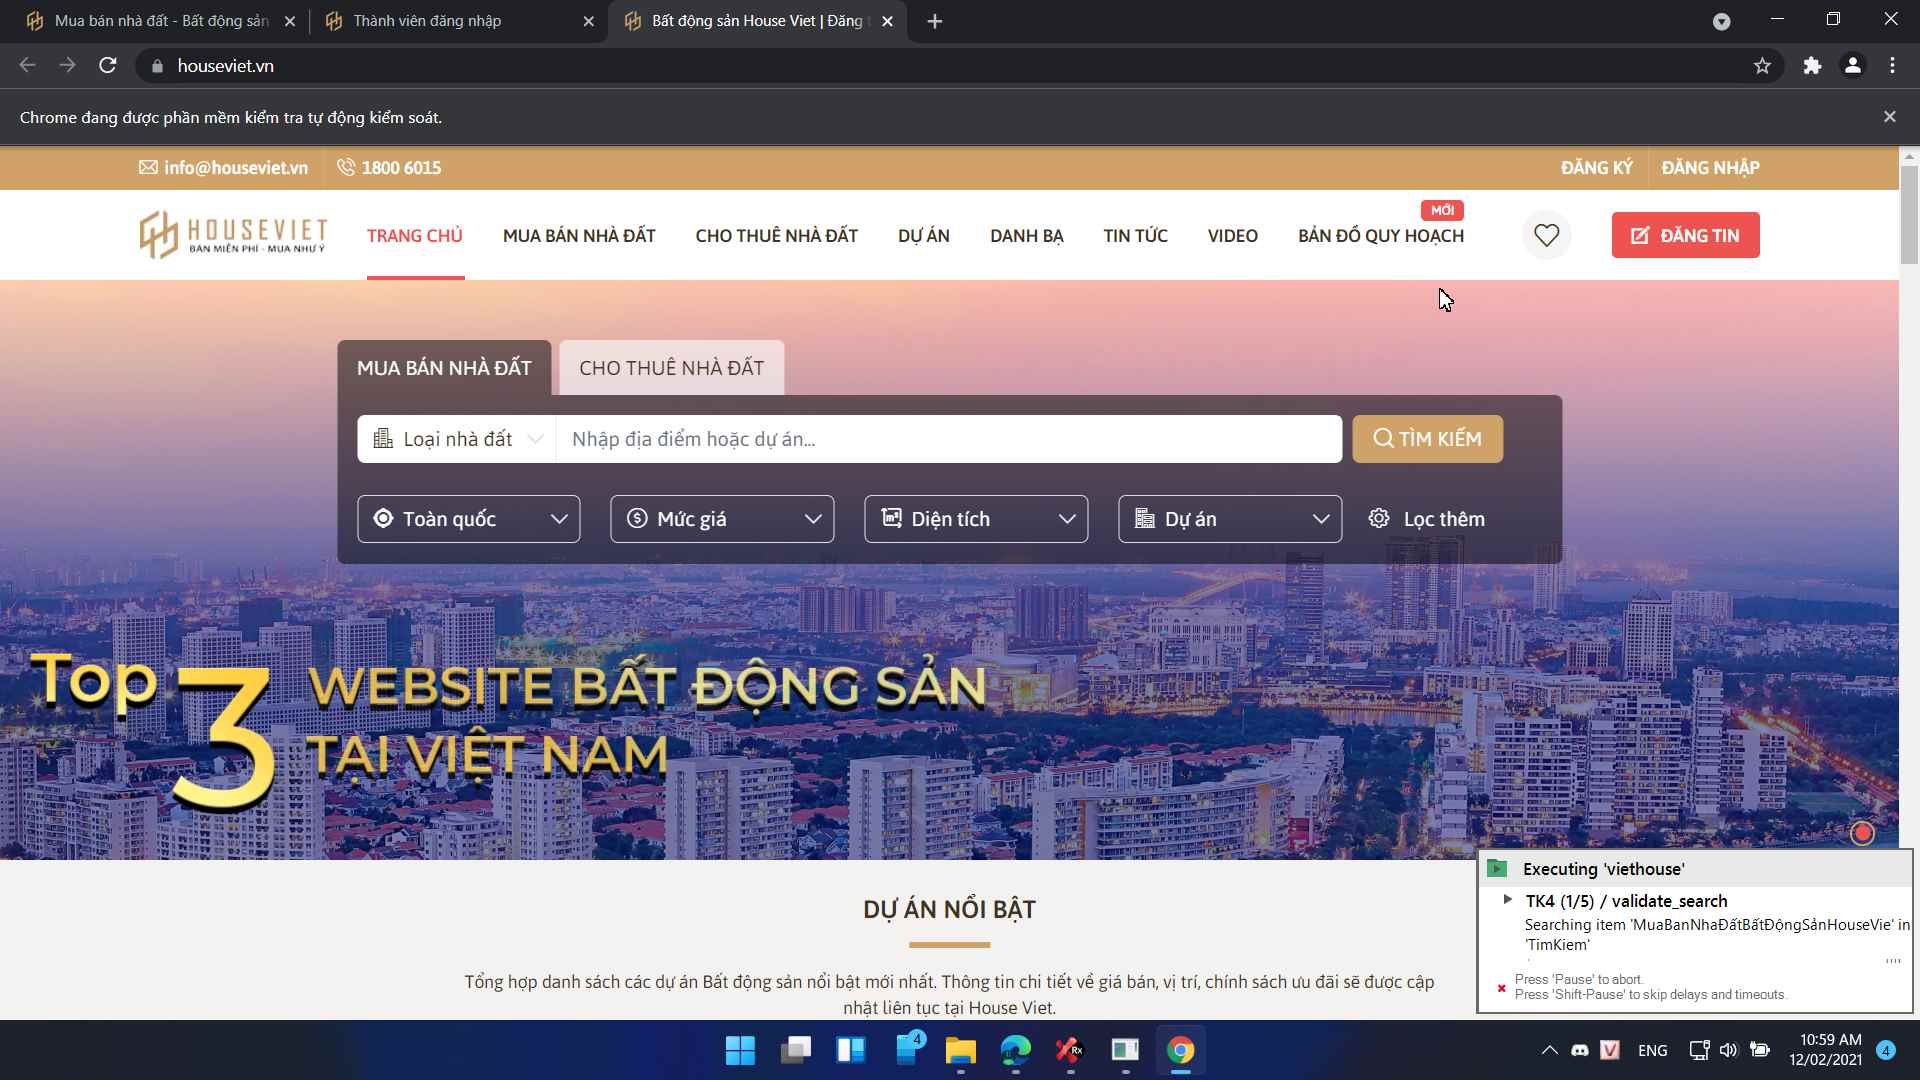 Mua bán nhà đất - Bất động sản
Thành viên đăng nhập
Bất động sản House Viet | Đăng t
houseviet.vn
Chrome đang được phần mềm kiểm tra tự động kiểm soát.
info@houseviet.vn
1800 6015
ĐĂNG KÝ
ĐĂNG NHẬP
HOUSEVIET
BÁN MIỄN PHÍ - MUA NHƯ Ý
TRANG CHỦ
MUA BÁN NHÀ ĐẤT
CHO THUÊ NHÀ ĐẤT
DỰ ÁN
DANH BẠ
TIN TỨC
VIDEO
MỚI
BẢN ĐỒ QUY HOẠCH
ĐĂNG TIN
MUA BÁN NHÀ ĐẤT
CHO THUÊ NHÀ ĐẤT
Loại nhà đất
Nhập địa điểm hoặc dự án...
TÌM KIẾM
Toàn quốc
Mức giá
Diện tích
Dự án
Lọc thêm
Top 3 WEBSITE BẤT ĐỘNG SẢN
TẠI VIỆT NAM
DỰ ÁN NỔI BẬT
Tổng hợp danh sách các dự án Bất động sản nổi bật mới nhất. Thông tin chi tiết về giá bán, vị trí, chính sách ưu đãi sẽ được cập
nhật liên tục tại House Viet.
Executing 'viethouse'
TK4 (1/5) / validate_search
Searching item 'MuaBanNhaĐấtBấtĐộngSảnHouseVie' in
'TimKiem'
Press 'Pause' to abort.
Press 'Shift-Pause' to skip delays and timeouts.
4
Rx
V
ENG
10:59 AM
12/02/2021
4